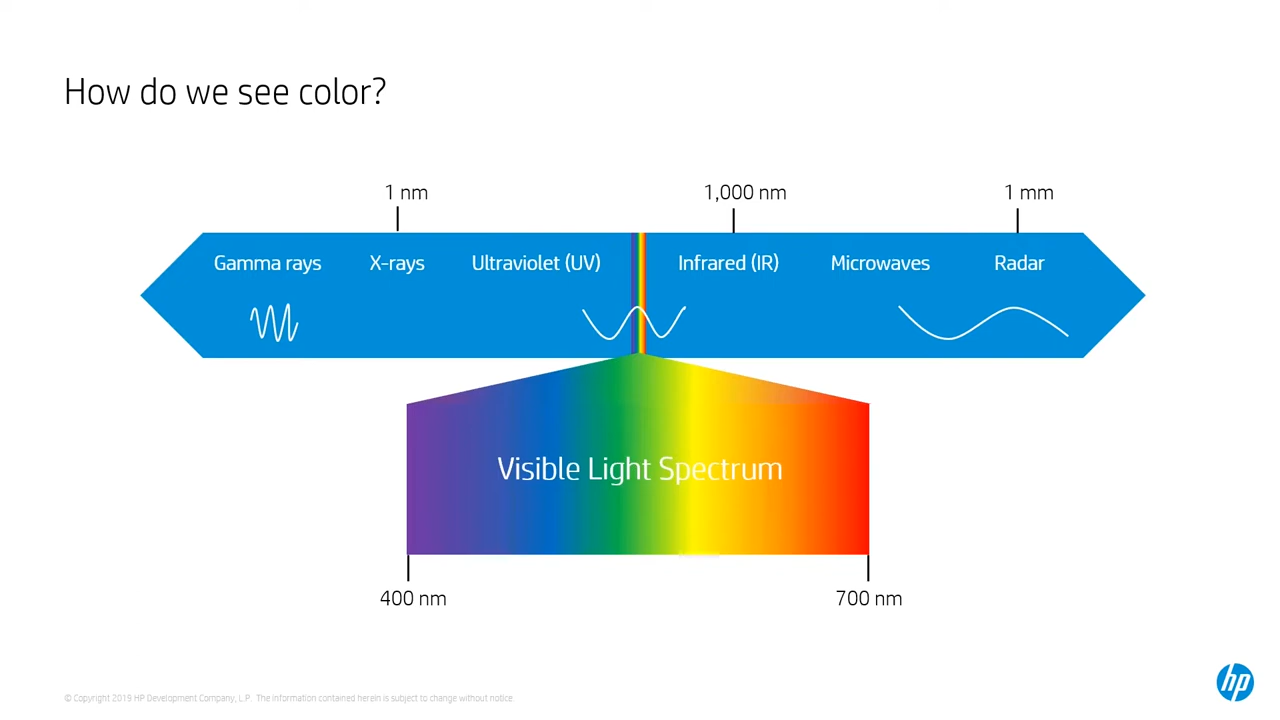 How do we see color?
1 nm
1,000 nm
1 mm
Gamma rays
X-rays
Ultraviolet (UV)
Infrared (IR)
Microwaves
Radar
Visible Light Spectrum
400 nm
700 nm
© Copyright 2019 HP Development Company, L.P. The information contained herein is subject to change without notice
hp